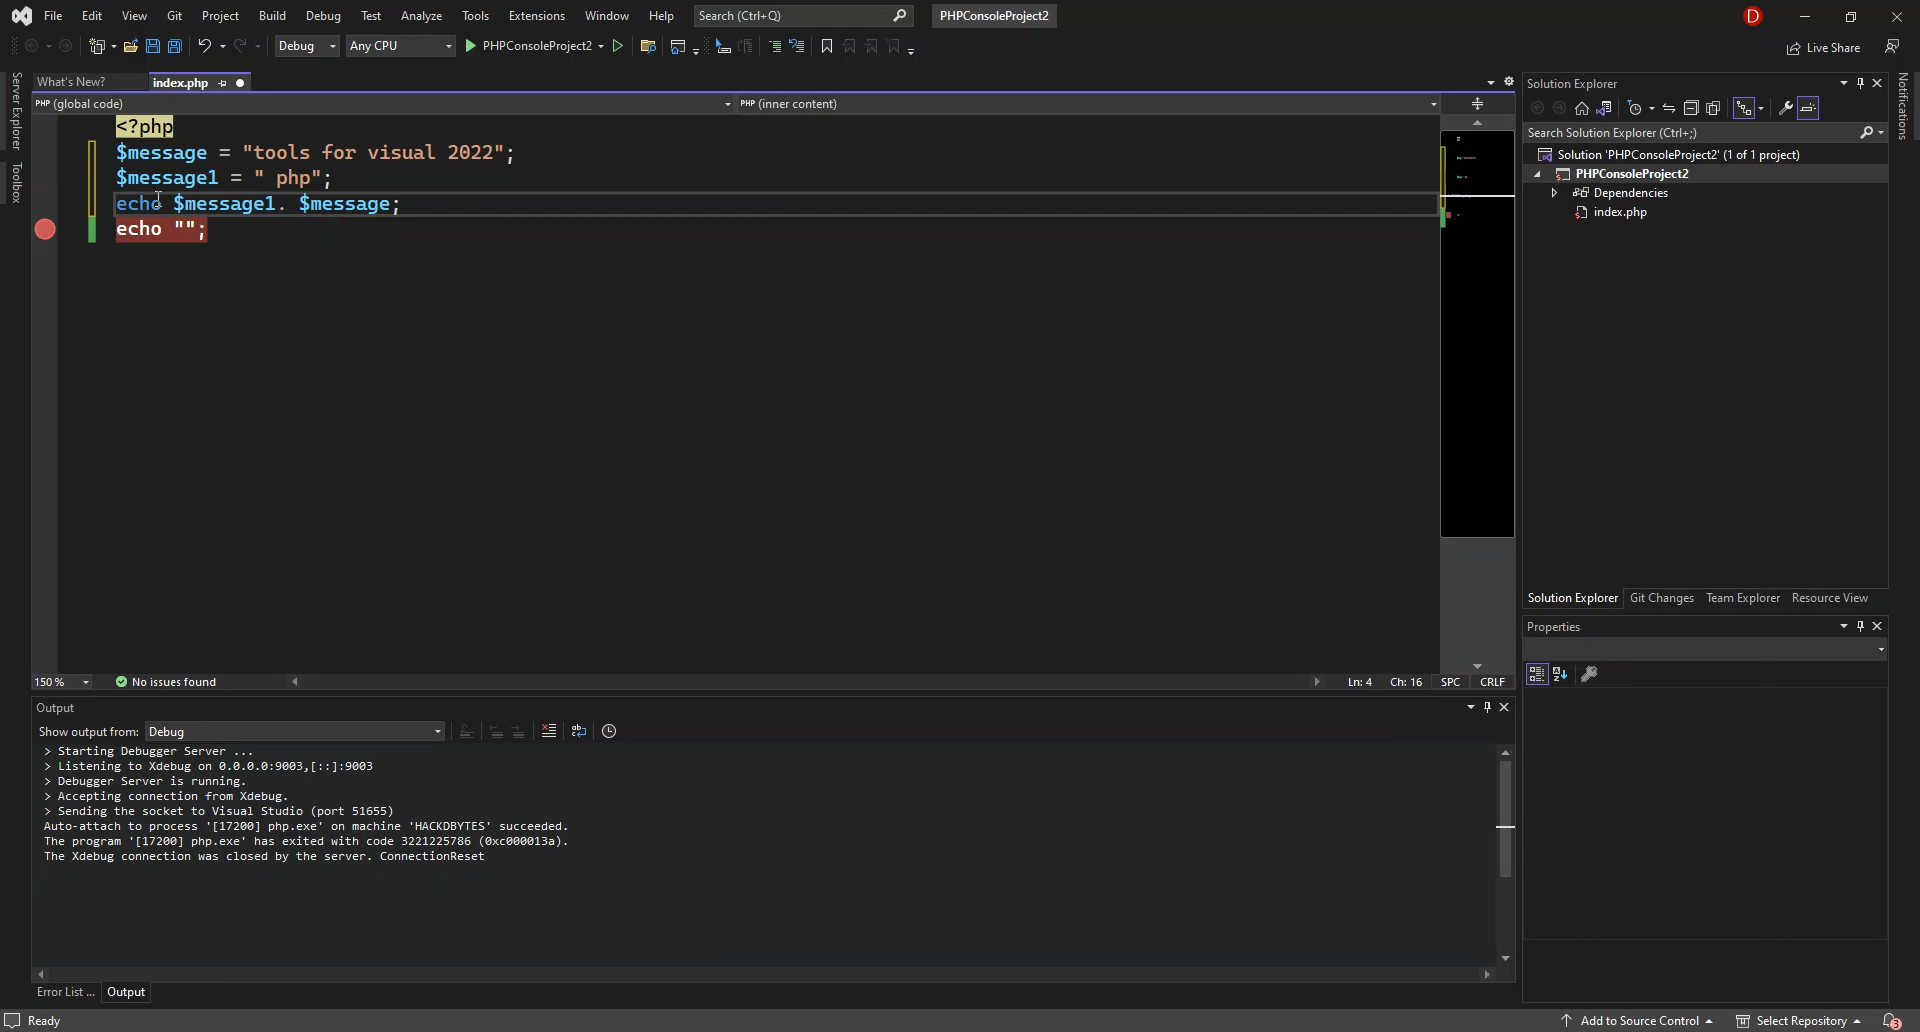 File Edit View Git Project Build Debug Test Analyze Tools Extensions Window Help Search (Ctrl+Q) PHPConsoleProject2 D
Debug Any CPU PHPConsoleProject2 Live Share
Server Explorer
Toolbox
What's New? index.php
PHP (global code) PHP (inner content)
<?php
$message = "tools for visual 2022";
$message1 = " php";
echo $message1. $message;
echo "";
150 % No issues found Ln: 4 Ch: 16 SPC CRLF
Output
Show output from: Debug
> Starting Debugger Server ...
> Listening to Xdebug on 0.0.0.0:9003,[::]:9003
> Debugger Server is running.
> Accepting connection from Xdebug.
> Sending the socket to Visual Studio (port 51655)
Auto-attach to process '[17200] php.exe' on machine 'HACKDBYTES' succeeded.
The program '[17200] php.exe' has exited with code 3221225786 (0xc000013a).
The Xdebug connection was closed by the server. ConnectionReset
Error List ... Output
Solution Explorer
Search Solution Explorer (Ctrl+;)
Solution 'PHPConsoleProject2' (1 of 1 project)
PHPConsoleProject2
Dependencies
index.php
Solution Explorer Git Changes Team Explorer Resource View
Properties
Notifications
Ready Add to Source Control Select Repository 3